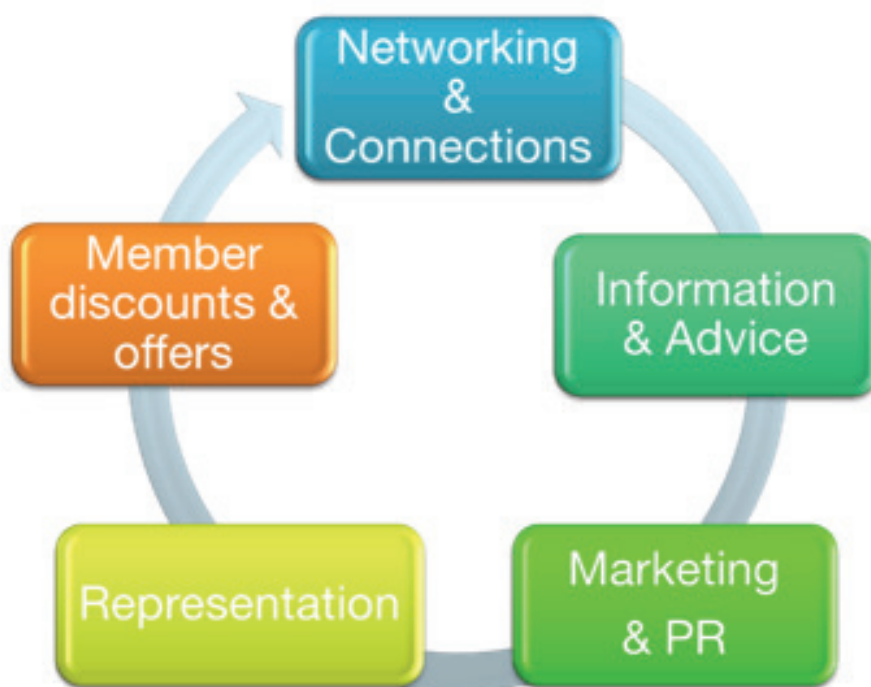 Networking
&
Connections
Information
& Advice
Marketing
& PR
Representation
Member
discounts &
offers